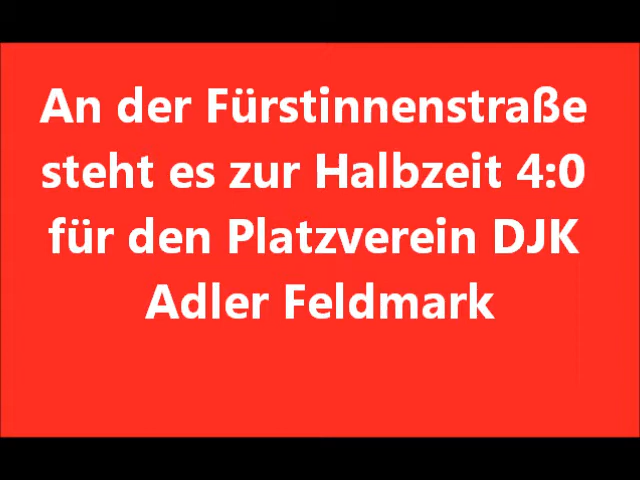 An der Fürstinnenstraße
steht es zur Halbzeit 4:0
für den Platzverein DJK
Adler Feldmark